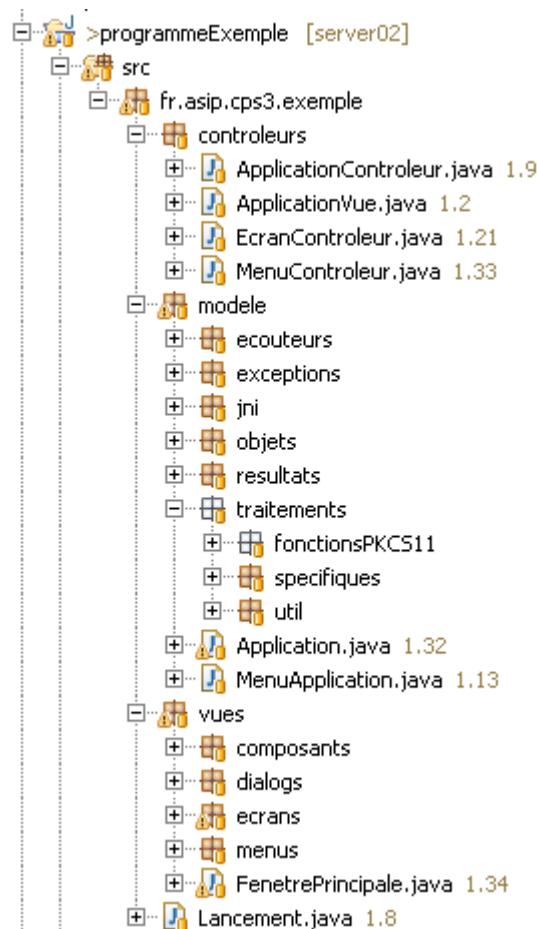 >programmeExemple [server02]
src
fr.asip.cps3.exemple
controleurs
ApplicationControleur.java 1.9
ApplicationVue.java 1.2
EcranControleur.java 1.21
MenuControleur.java 1.33
modele
ecouteurs
exceptions
jni
objets
resultats
traitements
fonctionsPKCS11
specifiques
util
Application.java 1.32
MenuApplication.java 1.13
vues
composants
dialogs
ecrans
menus
FenetrePrincipale.java 1.34
Lancement.java 1.8